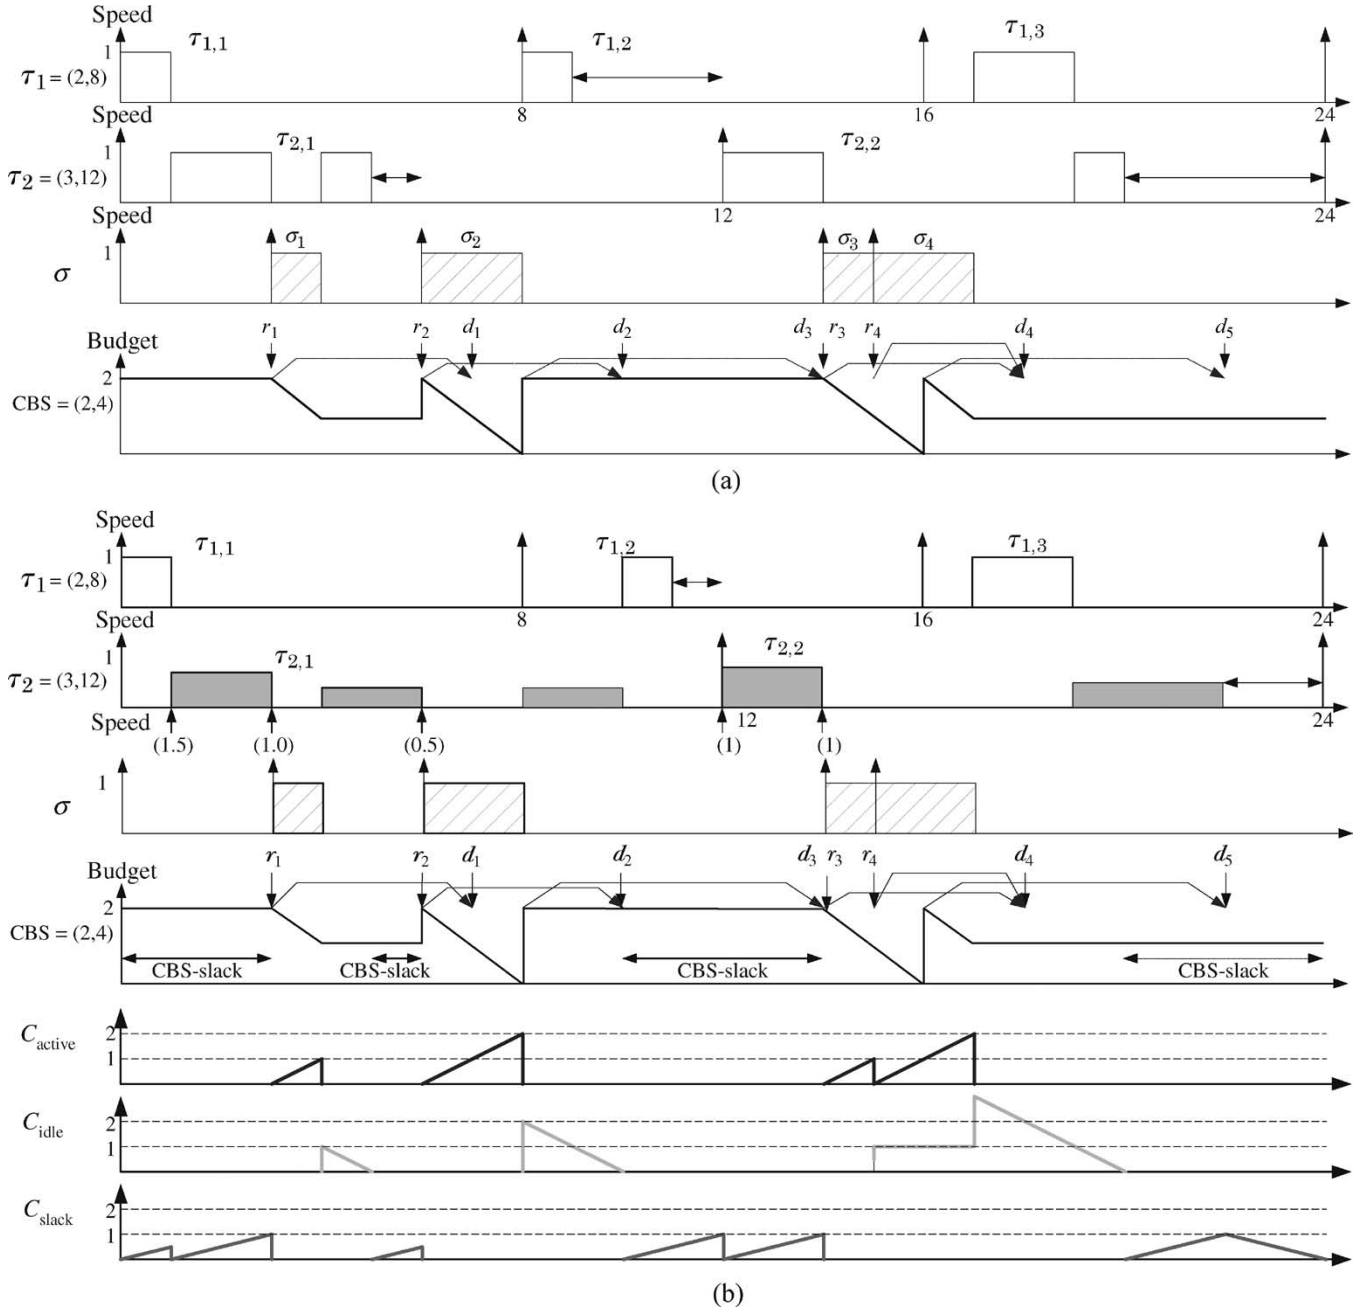 Speed
τ1,1 τ1,2 τ1,3
1
τ1 = (2,8)
8 16 24
Speed
1 τ2,1 τ2,2
τ2 = (3,12)
12 24
Speed
1 σ1 σ2 σ3 σ4
σ
r1 r2 d1 d2 d3 r3 r4 d4 d5
Budget
2
CBS = (2,4)
(a)
Speed
1 τ1,1 τ1,2 τ1,3
τ1 = (2,8)
8 16 24
Speed
1 τ2,1 τ2,2
τ2 = (3,12)
Speed 12 24
(1.5) (1.0) (0.5) (1) (1)
1
σ
r1 r2 d1 d2 d3 r3 r4 d4 d5
Budget
2
CBS = (2,4)
CBS-slack CBS-slack CBS-slack CBS-slack
Cactive 2
1
Cidle 2
1
Cslack 2
1
(b)